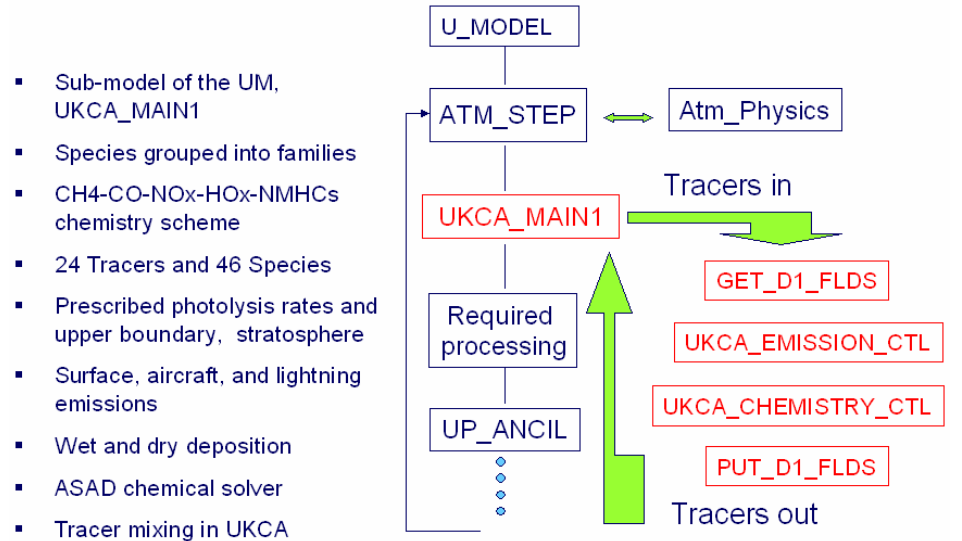 ▪ Sub-model of the UM,
UKCA_MAIN1
▪ Species grouped into families
▪ CH4-CO-NOx-HOx-NMHCs
chemistry scheme
▪ 24 Tracers and 46 Species
▪ Prescribed photolysis rates and
upper boundary, stratosphere
▪ Surface, aircraft, and lightning
emissions
▪ Wet and dry deposition
▪ ASAD chemical solver
▪ Tracer mixing in UKCA
U_MODEL
ATM_STEP
Atm_Physics
UKCA_MAIN1
Tracers in
Required
processing
UP_ANCIL
GET_D1_FLDS
UKCA_EMISSION_CTL
UKCA_CHEMISTRY_CTL
PUT_D1_FLDS
Tracers out